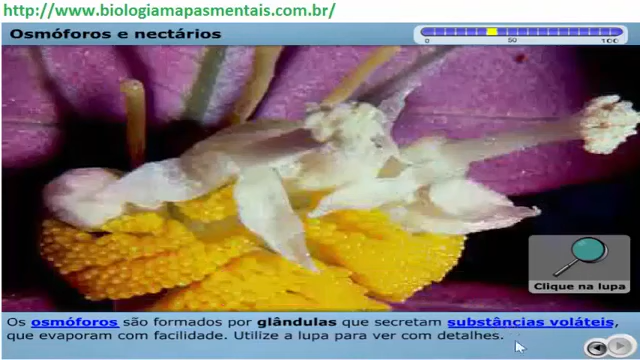 http://www.biologiamapasmentais.com.br/
Osmóforos e nectários
0 50 100
Clique na lupa
Os osmóforos são formados por glândulas que secretam substâncias voláteis,
que evaporam com facilidade. Utilize a lupa para ver com detalhes.